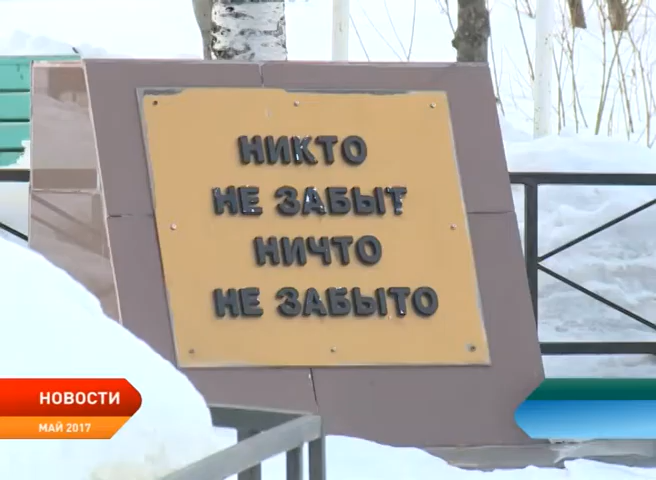 НИКТО
НЕ ЗАБЫТ
НИЧТО
НЕ ЗАБЫТО
НОВОСТИ
МАЙ 2017